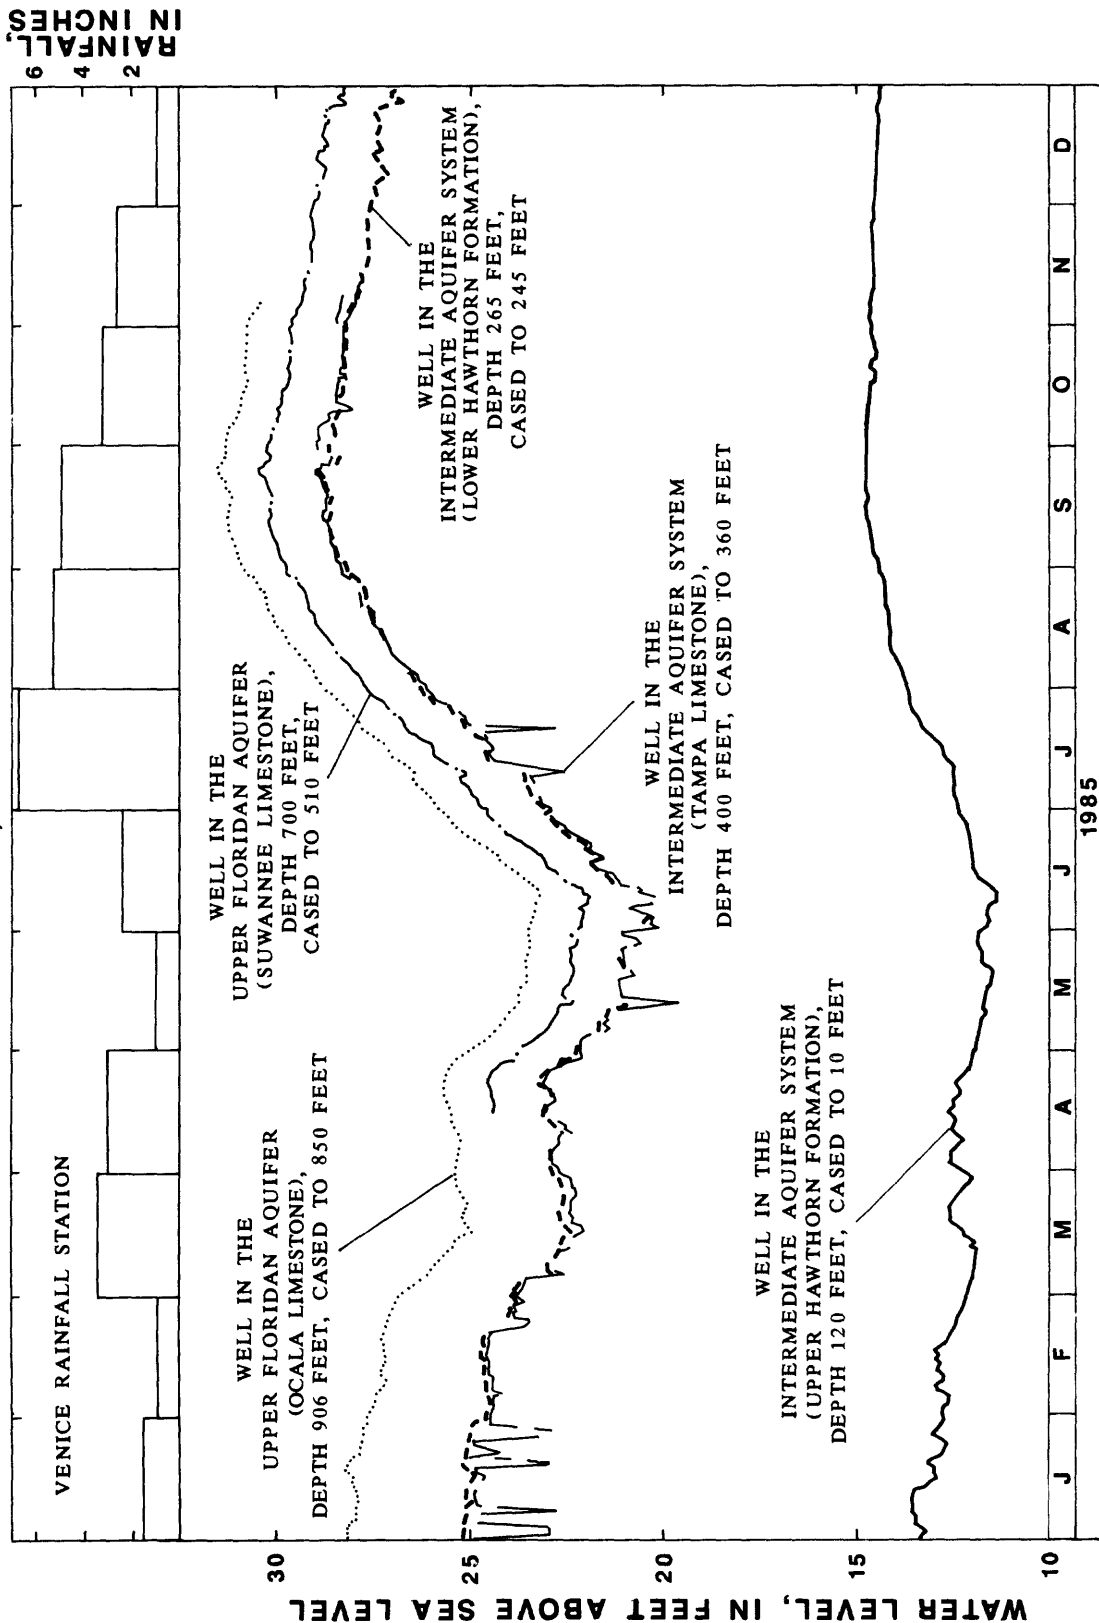 RAINFALL,
IN INCHES
6
4
2
VENICE RAINFALL STATION
WELL IN THE
UPPER FLORIDAN AQUIFER
(SUWANNEE LIMESTONE),
DEPTH 700 FEET,
CASED TO 510 FEET
WELL IN THE
UPPER FLORIDAN AQUIFER
(OCALA LIMESTONE),
DEPTH 906 FEET, CASED TO 850 FEET
WELL IN THE
INTERMEDIATE AQUIFER SYSTEM
(LOWER HAWTHORN FORMATION),
DEPTH 265 FEET,
CASED TO 245 FEET
WELL IN THE
INTERMEDIATE AQUIFER SYSTEM
(TAMPA LIMESTONE),
DEPTH 400 FEET, CASED TO 360 FEET
WELL IN THE
INTERMEDIATE AQUIFER SYSTEM
(UPPER HAWTHORN FORMATION),
DEPTH 120 FEET, CASED TO 10 FEET
WATER LEVEL, IN FEET ABOVE SEA LEVEL
30
25
20
15
10
J F M A M J J A S O N D
1985